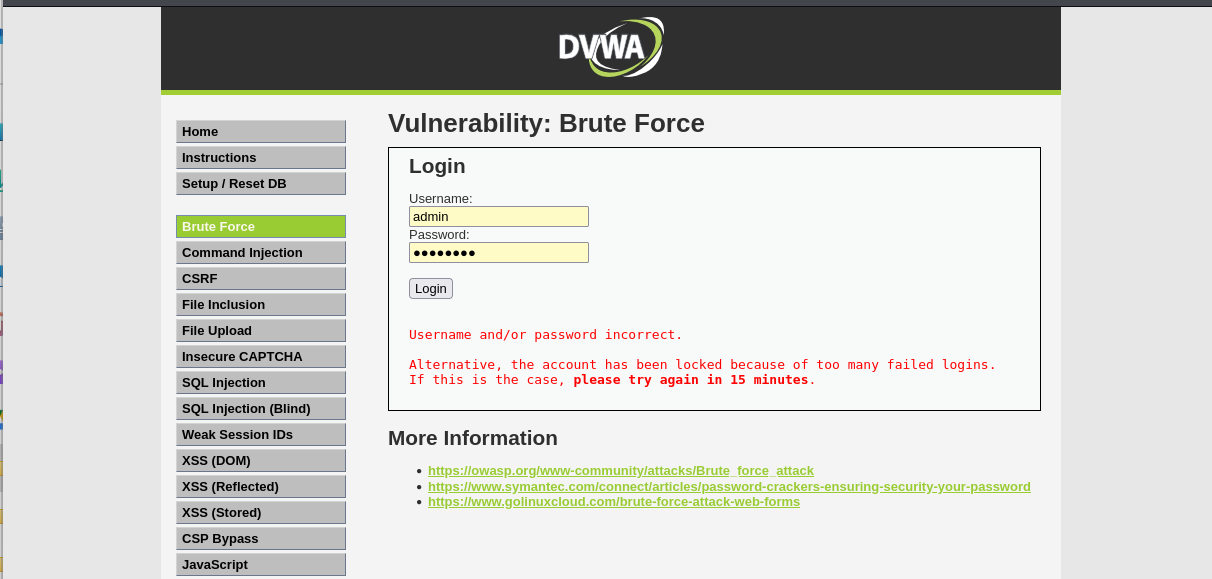 DVWA
Home
Instructions
Setup / Reset DB
Brute Force
Command Injection
CSRF
File Inclusion
File Upload
Insecure CAPTCHA
SQL Injection
SQL Injection (Blind)
Weak Session IDs
XSS (DOM)
XSS (Reflected)
XSS (Stored)
CSP Bypass
JavaScript
Vulnerability: Brute Force
Login
Username:
admin
Password:
●●●●●●●●
Login
Username and/or password incorrect.
Alternative, the account has been locked because of too many failed logins.
If this is the case, please try again in 15 minutes.
More Information
• https://owasp.org/www-community/attacks/Brute_force_attack
• https://www.symantec.com/connect/articles/password-crackers-ensuring-security-your-password
• https://www.golinuxcloud.com/brute-force-attack-web-forms